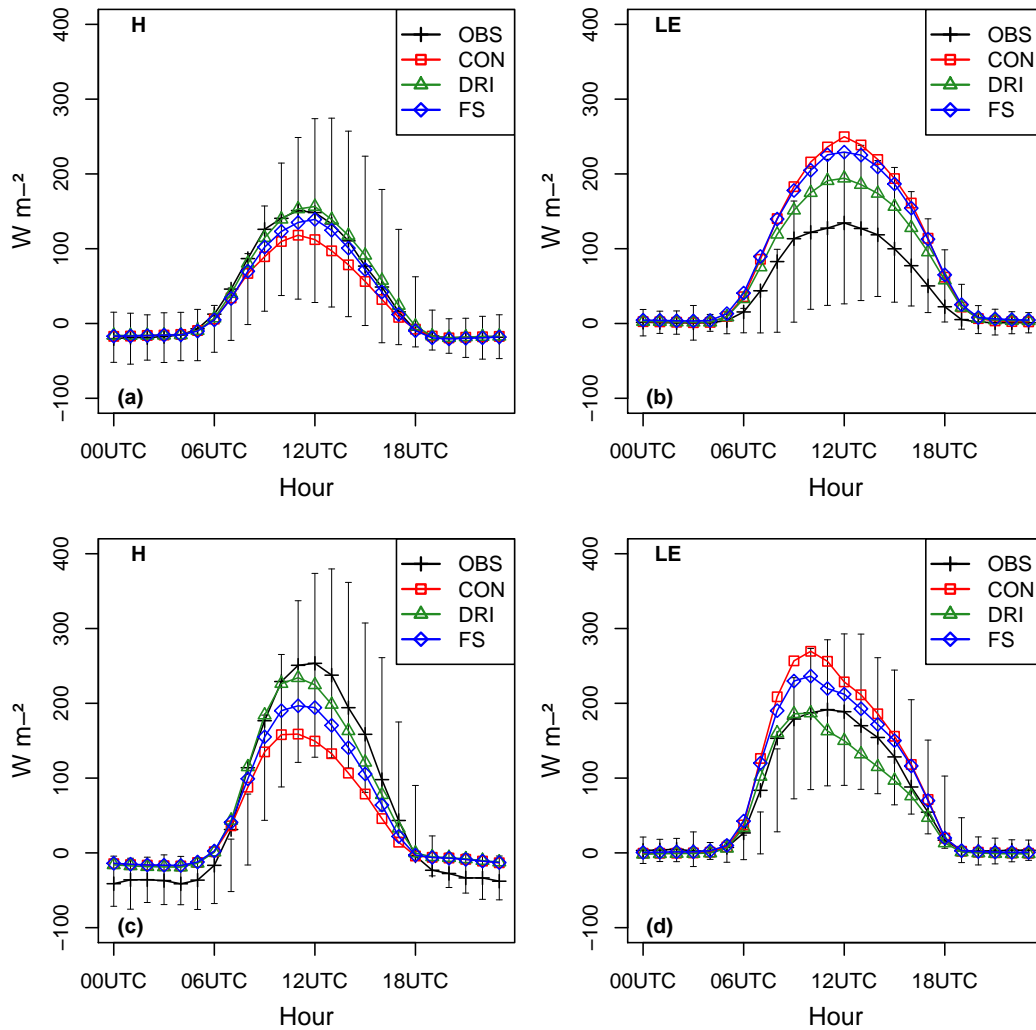 H
OBS
CON
DRI
FS
W m⁻²
400
300
200
100
0
−100
(a)
00UTC 06UTC 12UTC 18UTC
Hour
LE
OBS
CON
DRI
FS
W m⁻²
400
300
200
100
0
−100
(b)
00UTC 06UTC 12UTC 18UTC
Hour
H
OBS
CON
DRI
FS
W m⁻²
400
300
200
100
0
−100
(c)
00UTC 06UTC 12UTC 18UTC
Hour
LE
OBS
CON
DRI
FS
W m⁻²
400
300
200
100
0
−100
(d)
00UTC 06UTC 12UTC 18UTC
Hour